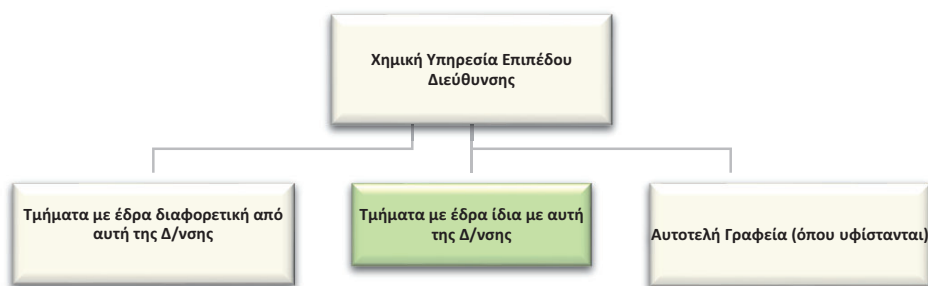 Χημική Υπηρεσία Επιπέδου
Διεύθυνσης
Τμήματα με έδρα διαφορετική από
αυτή της Δ/νσης
Τμήματα με έδρα ίδια με αυτή
της Δ/νσης
Αυτοτελή Γραφεία (όπου υφίστανται)